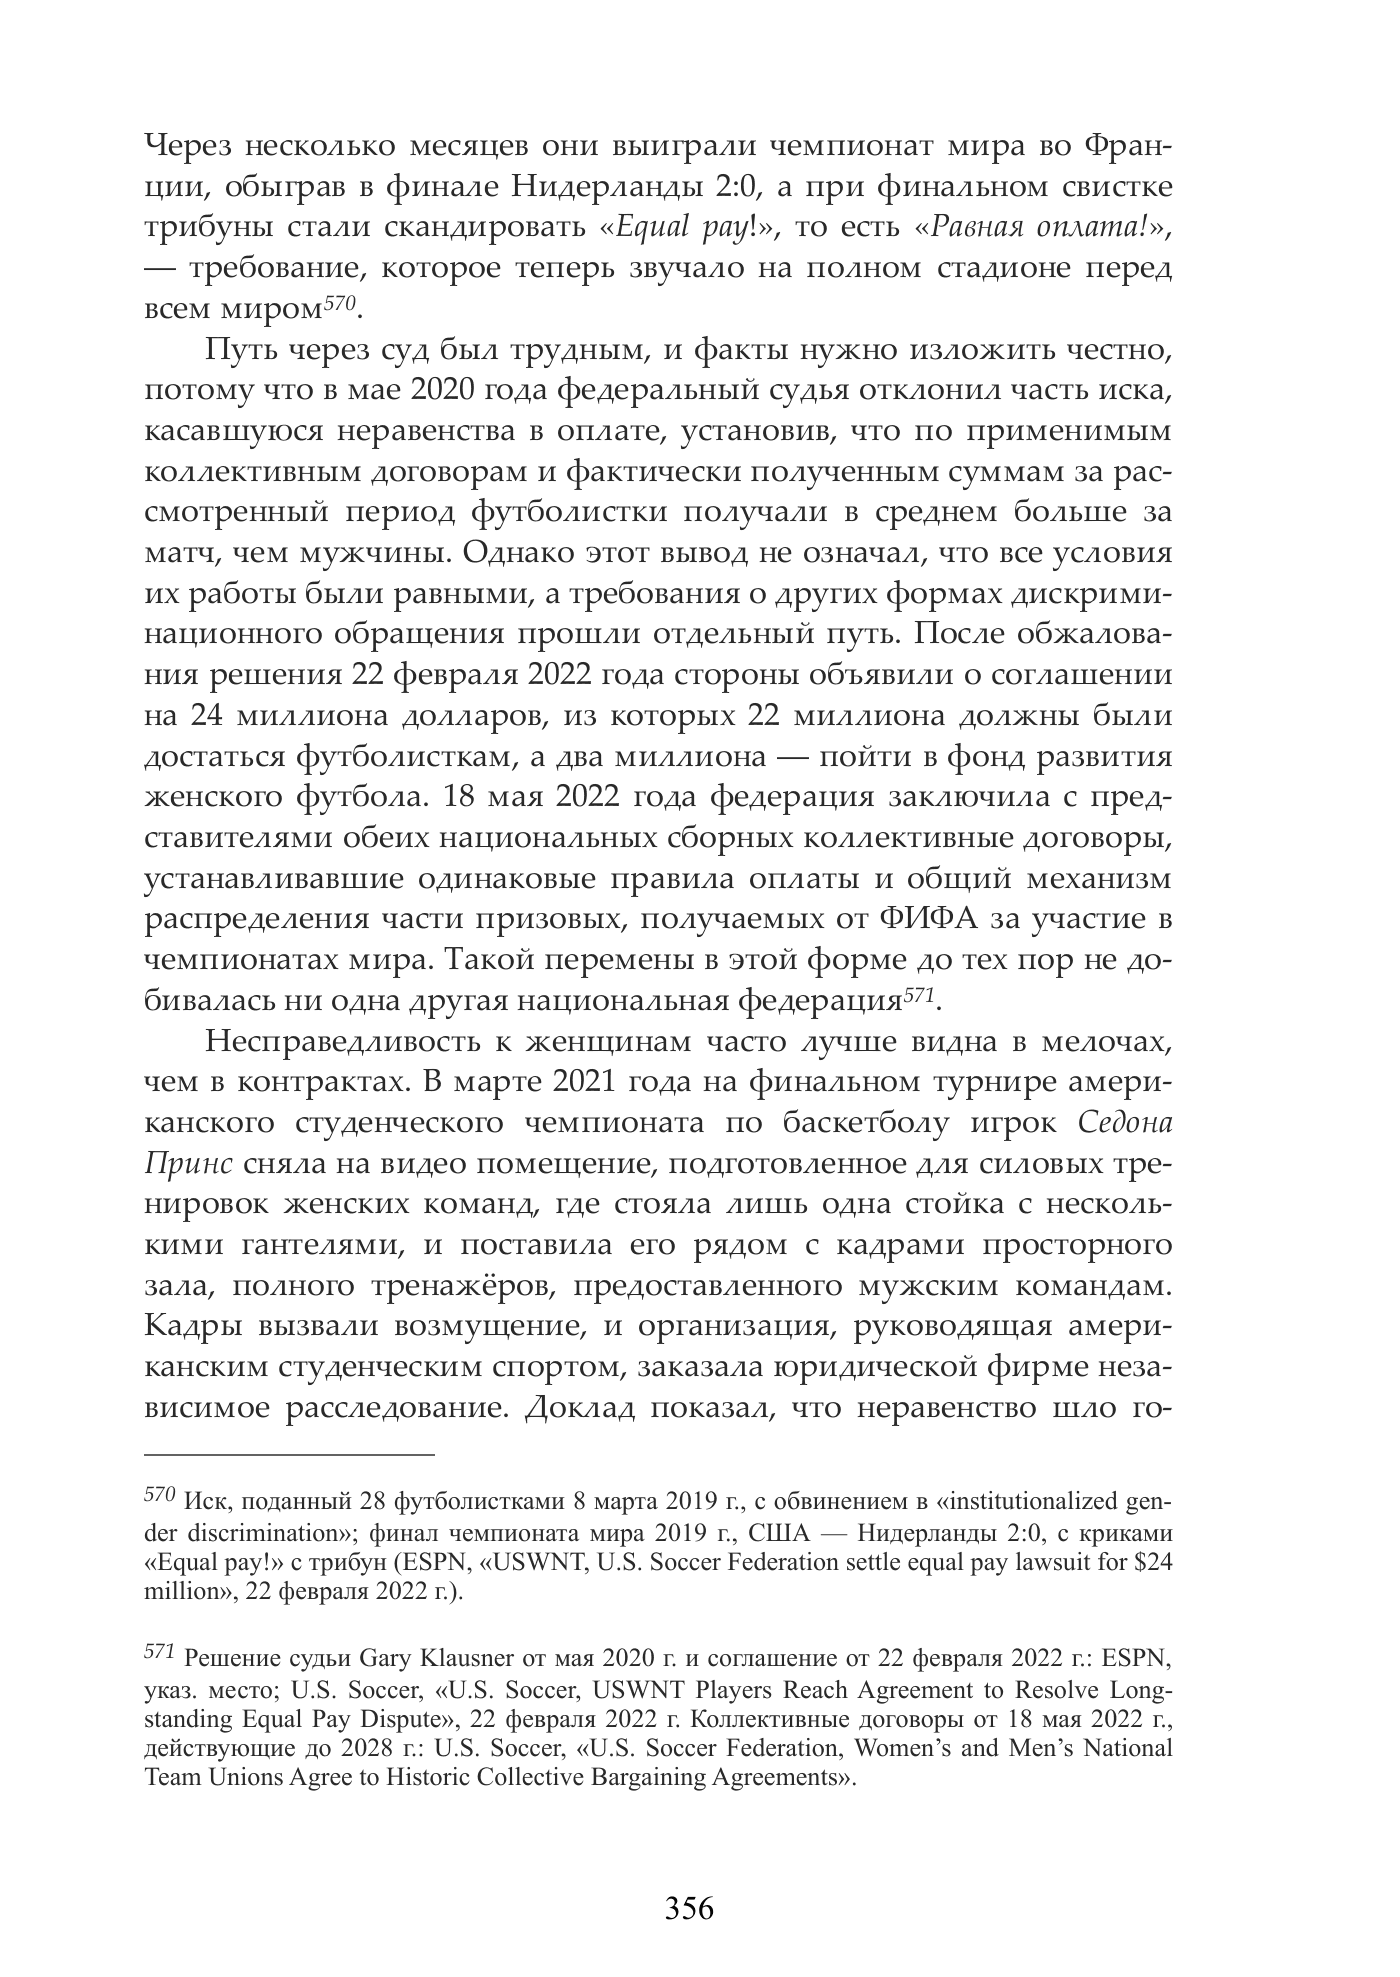 Через несколько месяцев они выиграли чемпионат мира во Фран-
ции, обыграв в финале Нидерланды 2:0, а при финальном свистке
трибуны стали скандировать «Equal pay!», то есть «Равная оплата!»,
— требование, которое теперь звучало на полном стадионе перед
всем миром570.
Путь через суд был трудным, и факты нужно изложить честно,
потому что в мае 2020 года федеральный судья отклонил часть иска,
касавшуюся неравенства в оплате, установив, что по применимым
коллективным договорам и фактически полученным суммам за рас-
смотренный период футболистки получали в среднем больше за
матч, чем мужчины. Однако этот вывод не означал, что все условия
их работы были равными, а требования о других формах дискрими-
национного обращения прошли отдельный путь. После обжалова-
ния решения 22 февраля 2022 года стороны объявили о соглашении
на 24 миллиона долларов, из которых 22 миллиона должны были
достаться футболисткам, а два миллиона — пойти в фонд развития
женского футбола. 18 мая 2022 года федерация заключила с пред-
ставителями обеих национальных сборных коллективные договоры,
устанавливавшие одинаковые правила оплаты и общий механизм
распределения части призовых, получаемых от ФИФА за участие в
чемпионатах мира. Такой перемены в этой форме до тех пор не до-
бивалась ни одна другая национальная федерация571.
Несправедливость к женщинам часто лучше видна в мелочах,
чем в контрактах. В марте 2021 года на финальном турнире амери-
канского студенческого чемпионата по баскетболу игрок Седона
Принс сняла на видео помещение, подготовленное для силовых тре-
нировок женских команд, где стояла лишь одна стойка с несколь-
кими гантелями, и поставила его рядом с кадрами просторного
зала, полного тренажёров, предоставленного мужским командам.
Кадры вызвали возмущение, и организация, руководящая амери-
канским студенческим спортом, заказала юридической фирме неза-
висимое расследование. Доклад показал, что неравенство шло го-
570 Иск, поданный 28 футболистками 8 марта 2019 г., с обвинением в «institutionalized gen-
der discrimination»; финал чемпионата мира 2019 г., США — Нидерланды 2:0, с криками
«Equal pay!» с трибун (ESPN, «USWNT, U.S. Soccer Federation settle equal pay lawsuit for $24
million», 22 февраля 2022 г.).
571 Решение судьи Gary Klausner от мая 2020 г. и соглашение от 22 февраля 2022 г.: ESPN,
указ. место; U.S. Soccer, «U.S. Soccer, USWNT Players Reach Agreement to Resolve Long-
standing Equal Pay Dispute», 22 февраля 2022 г. Коллективные договоры от 18 мая 2022 г.,
действующие до 2028 г.: U.S. Soccer, «U.S. Soccer Federation, Women’s and Men’s National
Team Unions Agree to Historic Collective Bargaining Agreements».
356